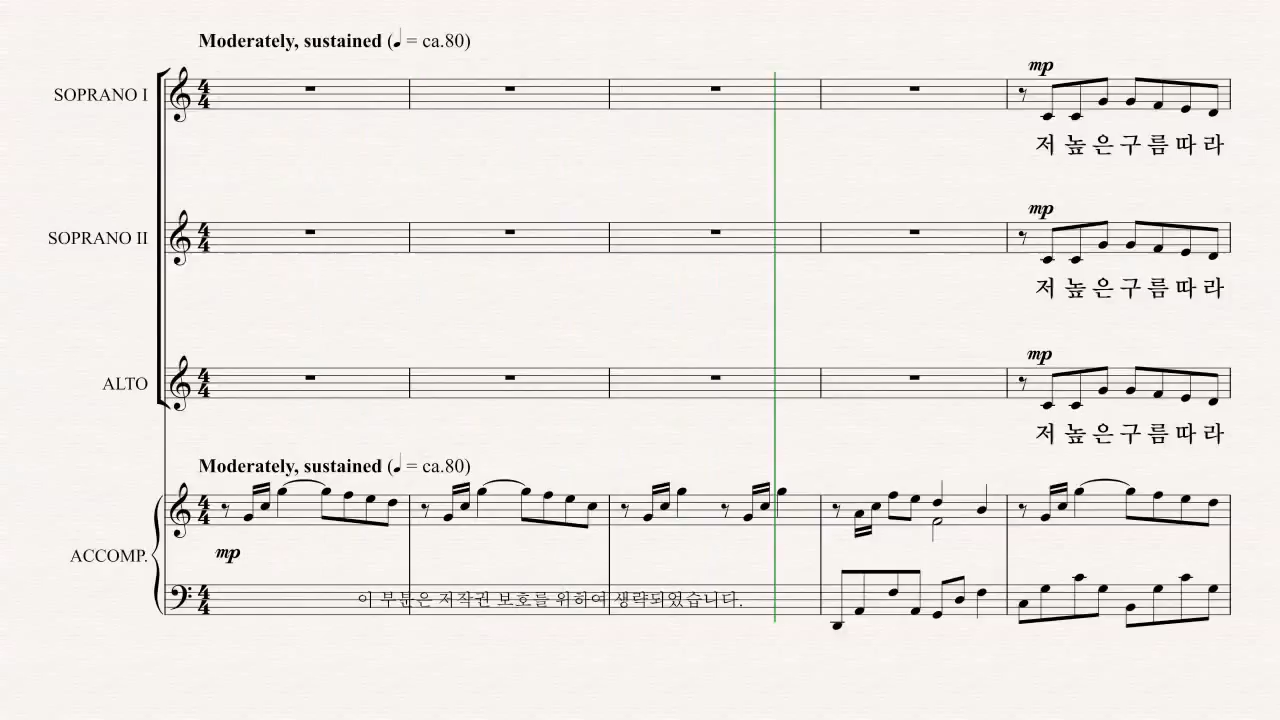 Moderately, sustained (♩ = ca.80)
SOPRANO I
mp
저 높 은 구 름 따 라
SOPRANO II
mp
저 높 은 구 름 따 라
ALTO
mp
저 높 은 구 름 따 라
Moderately, sustained (♩ = ca.80)
ACCOMP.
mp
이 부분은 저작권 보호를 위하여 생략되었습니다.